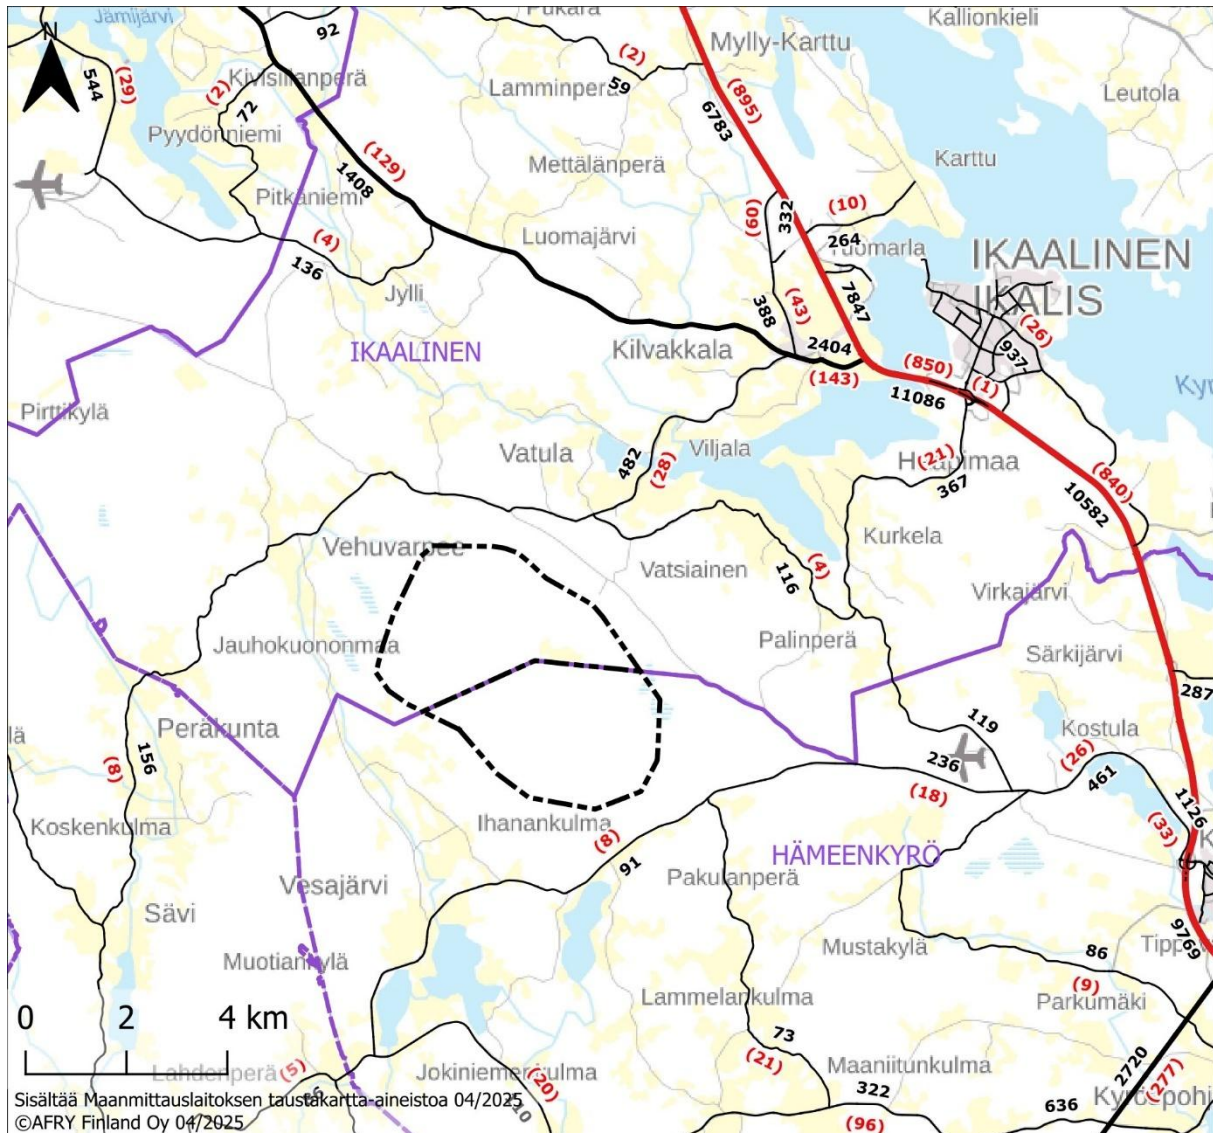 Jämijärvi
N
92
Pukara
(2)
Mylly-Karttu
Kallionkieli
544
(29)
(2)
Kivisillanperä
72
Lamminperä
59
6783
(895)
Leutola
Pyydönniemi
(129)
1408
Mettälänperä
Karttu
Pitkäniemi
(60)
332
(10)
264
Luomajärvi
(4)
136
IKAALINEN
IKALIS
Jylli
388
(43)
7847
(26)
937
IKAALINEN
Kilvakkala
2404
(143)
(850)
11086
(1)
Pirttikylä
Vatula
482
(28)
Viljala
(21)
367
(840)
10582
Kurkela
Vehuvarpee
Vatsiainen
116
(4)
Virkajärvi
Jauhokuononmaa
Palinperä
Särkijärvi
287
Peräkunta
156
(8)
119
236
Kostula
(26)
461
(18)
1126
(33)
Koskenkulma
Ihanankulma
(8)
91
HÄMEENKYRÖ
Pakulanperä
Vesajärvi
Sävi
Mustakylä
9769
Muotiankylä
86
(9)
Lammelankulma
Parkumäki
0 2 4 km
73
(21)
Maaniitunkulma
2720
(277)
Lahdenperä
(5)
Jokiniemenkulma
(20)
322
(96)
636
Sisältää Maanmittauslaitoksen taustakartta-aineistoa 04/2025
©AFRY Finland Oy 04/2025